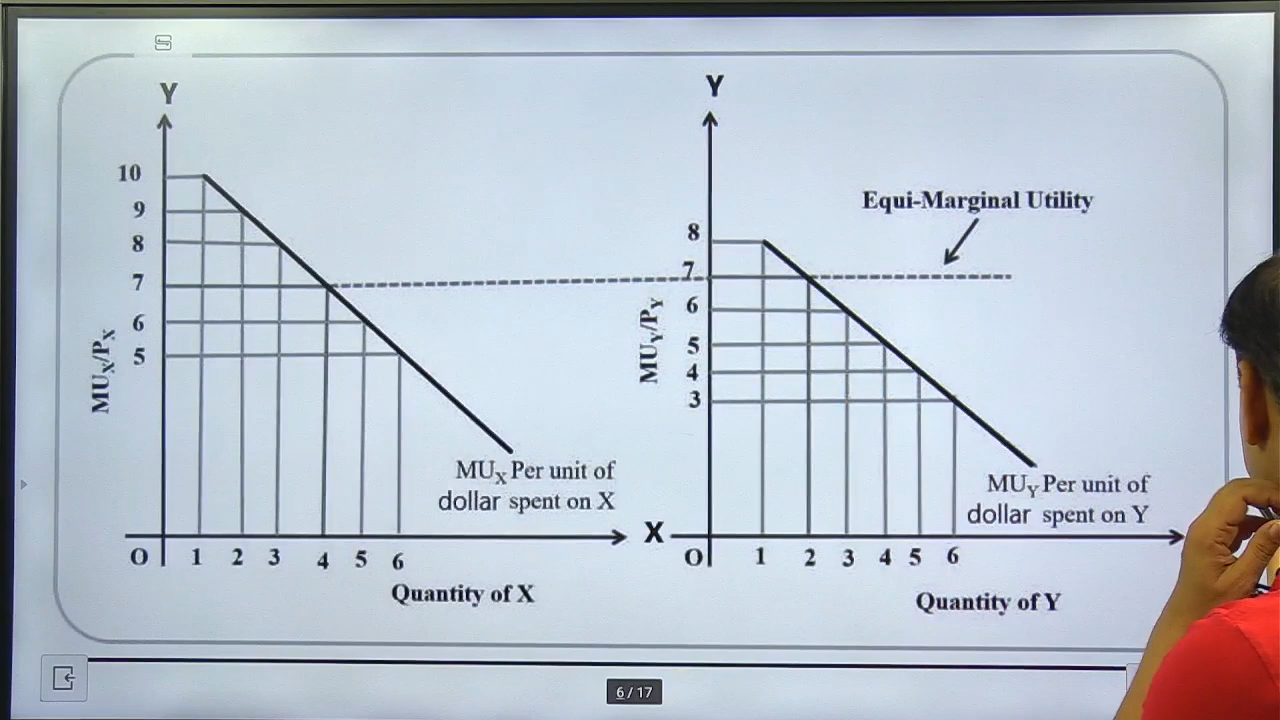 Y
10
9
8
7
6
5
MUX/PX
MUX Per unit of
dollar spent on X
X
O 1 2 3 4 5 6
Quantity of X
Y
Equi-Marginal Utility
8
7
6
5
4
3
MUY/PY
MUY Per unit of
dollar spent on Y
O 1 2 3 4 5 6
Quantity of Y
6 / 17